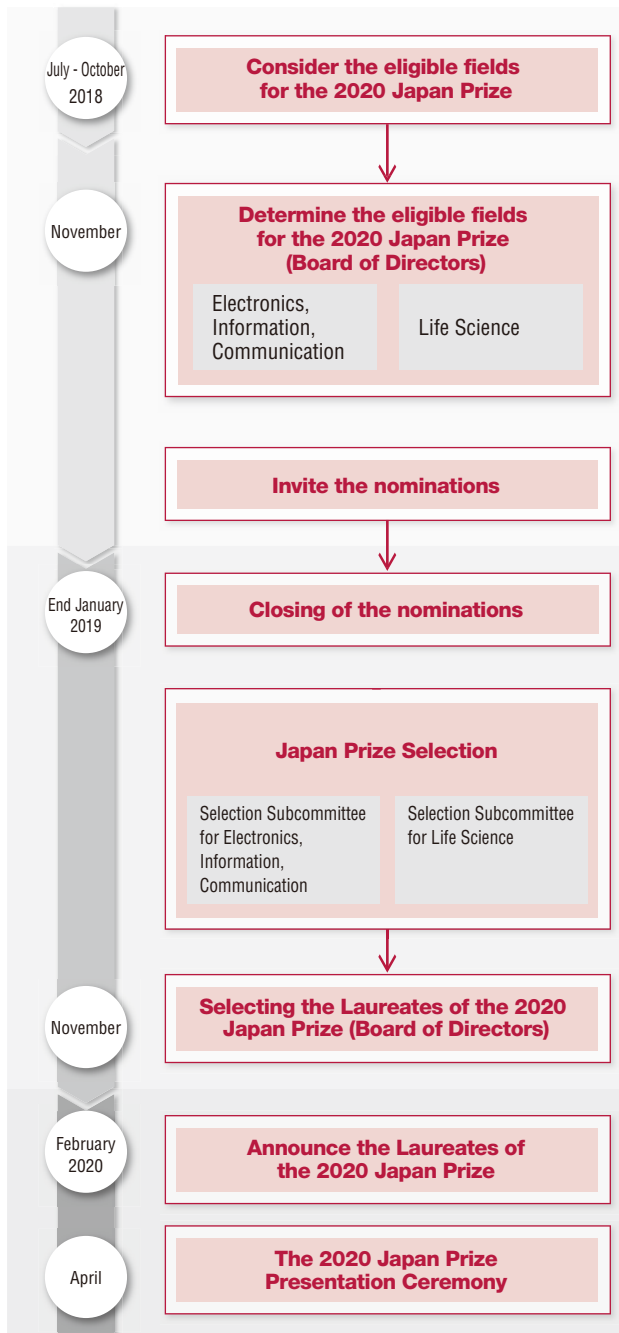 July - October
2018
Consider the eligible fields
for the 2020 Japan Prize
November
Determine the eligible fields
for the 2020 Japan Prize
(Board of Directors)
Electronics,
Information,
Communication
Life Science
Invite the nominations
End January
2019
Closing of the nominations
Japan Prize Selection
Selection Subcommittee
for Electronics,
Information,
Communication
Selection Subcommittee
for Life Science
November
Selecting the Laureates of the 2020
Japan Prize (Board of Directors)
February
2020
Announce the Laureates of
the 2020 Japan Prize
April
The 2020 Japan Prize
Presentation Ceremony